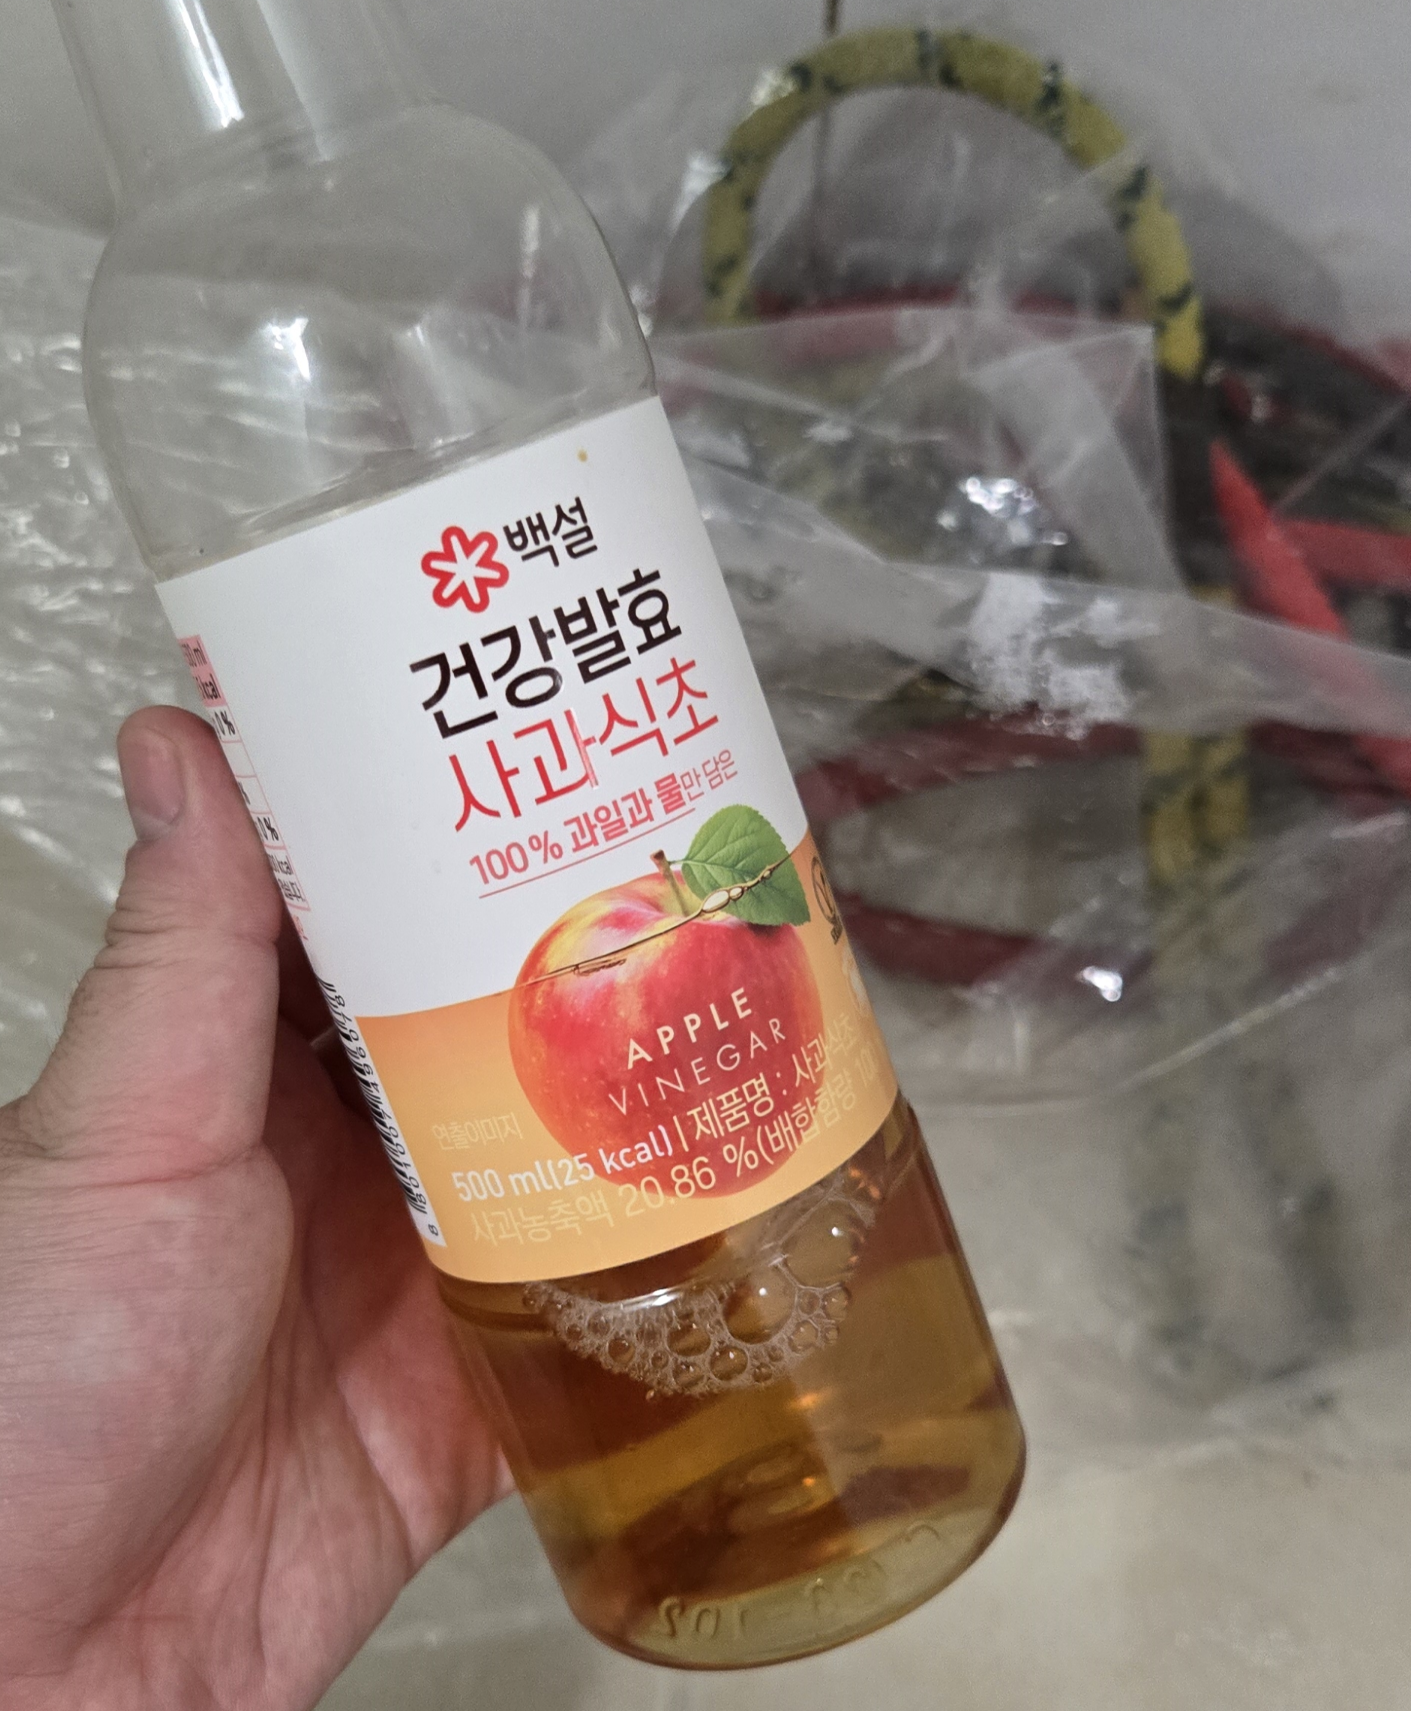 백설
건강발효
사과식초
100% 과일과 물만 담은
APPLE
VINEGAR
연출이미지
500 ml(25 kcal) | 제품명 : 사과식초
사과농축액 20.86 %(배합함량